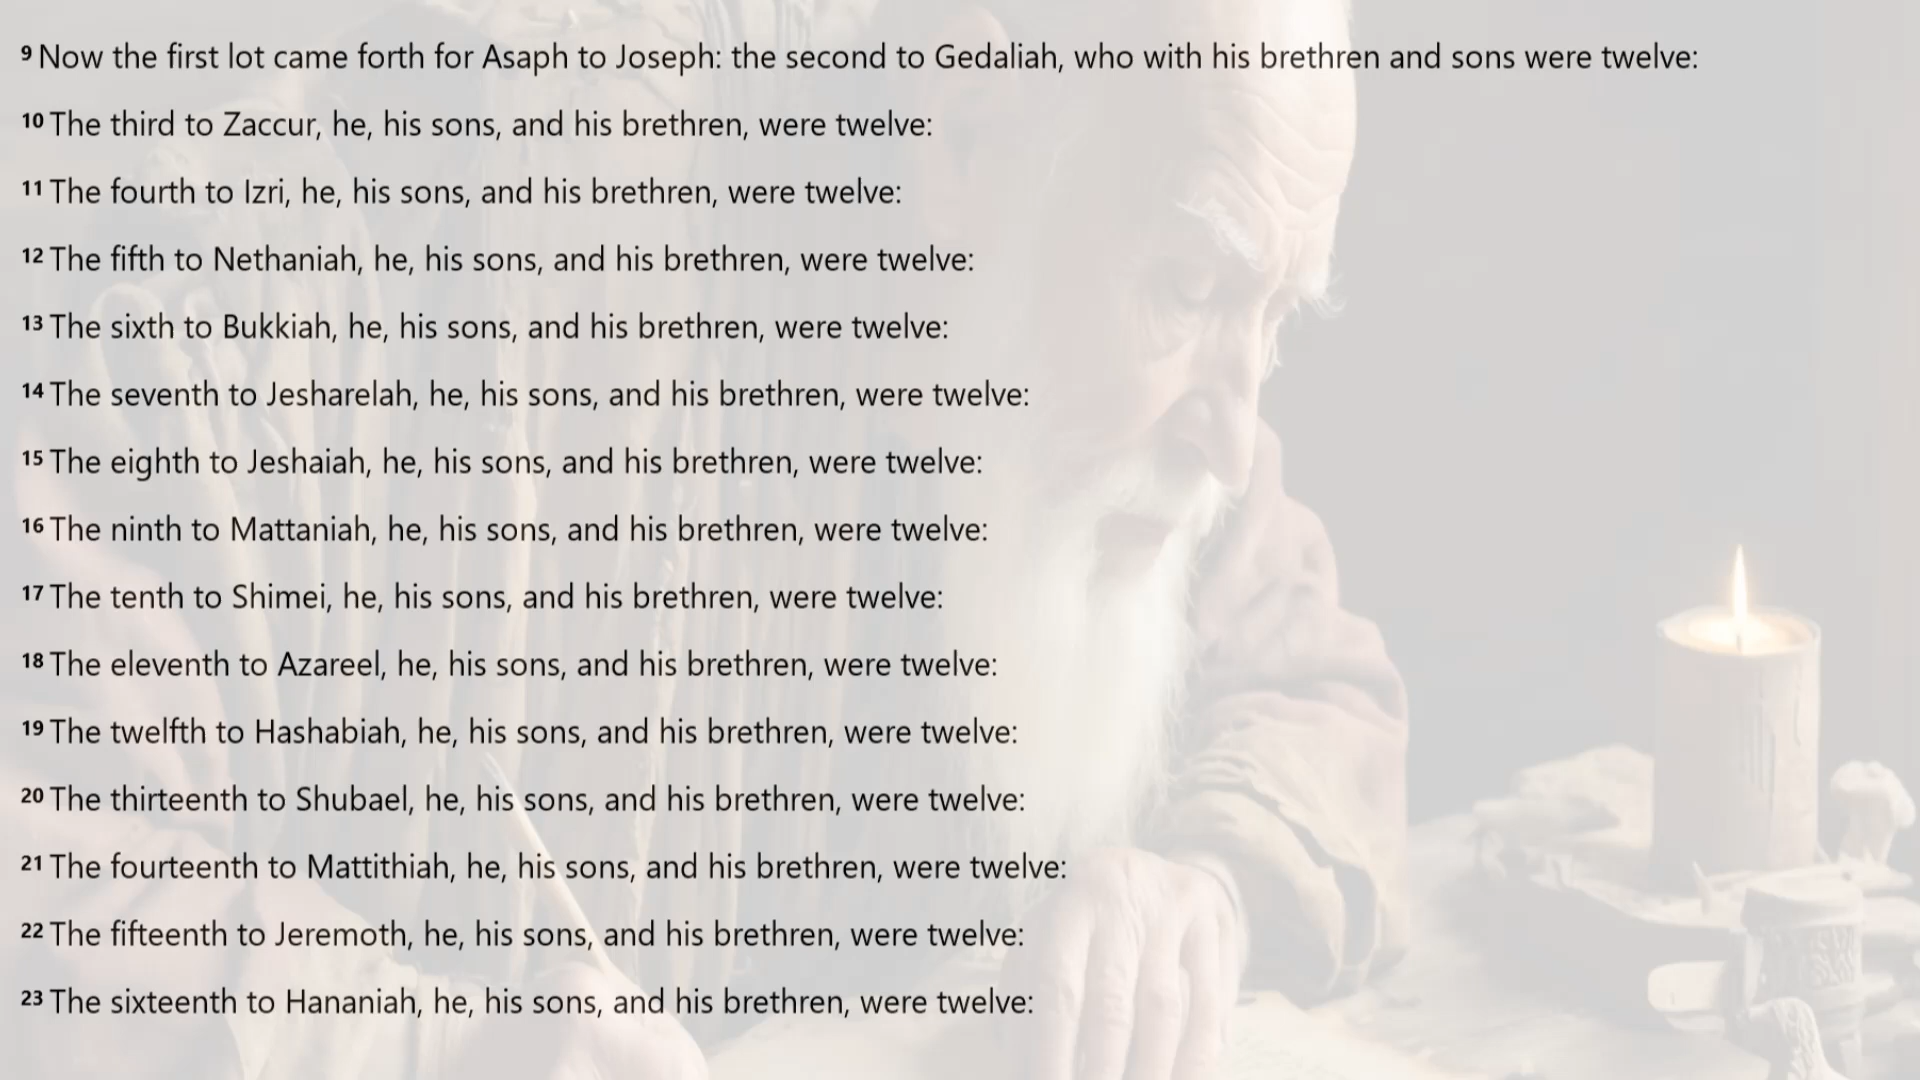 9 Now the first lot came forth for Asaph to Joseph: the second to Gedaliah, who with his brethren and sons were twelve:
10 The third to Zaccur, he, his sons, and his brethren, were twelve:
11 The fourth to Izri, he, his sons, and his brethren, were twelve:
12 The fifth to Nethaniah, he, his sons, and his brethren, were twelve:
13 The sixth to Bukkiah, he, his sons, and his brethren, were twelve:
14 The seventh to Jesharelah, he, his sons, and his brethren, were twelve:
15 The eighth to Jeshaiah, he, his sons, and his brethren, were twelve:
16 The ninth to Mattaniah, he, his sons, and his brethren, were twelve:
17 The tenth to Shimei, he, his sons, and his brethren, were twelve:
18 The eleventh to Azareel, he, his sons, and his brethren, were twelve:
19 The twelfth to Hashabiah, he, his sons, and his brethren, were twelve:
20 The thirteenth to Shubael, he, his sons, and his brethren, were twelve:
21 The fourteenth to Mattithiah, he, his sons, and his brethren, were twelve:
22 The fifteenth to Jeremoth, he, his sons, and his brethren, were twelve:
23 The sixteenth to Hananiah, he, his sons, and his brethren, were twelve: